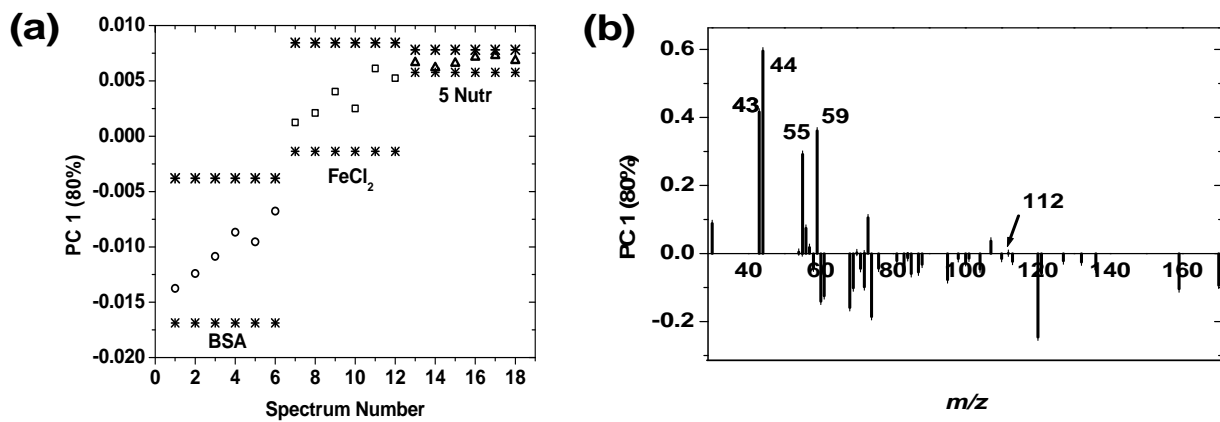 (a)
0.010
0.005
0.000
-0.005
-0.010
-0.015
-0.020
PC 1 (80%)
5 Nutr
FeCl2
BSA
0 2 4 6 8 10 12 14 16 18
Spectrum Number
(b)
0.6
0.4
0.2
0.0
-0.2
PC 1 (80%)
44
43
59
55
112
40 60 80 100 120 140 160
m/z